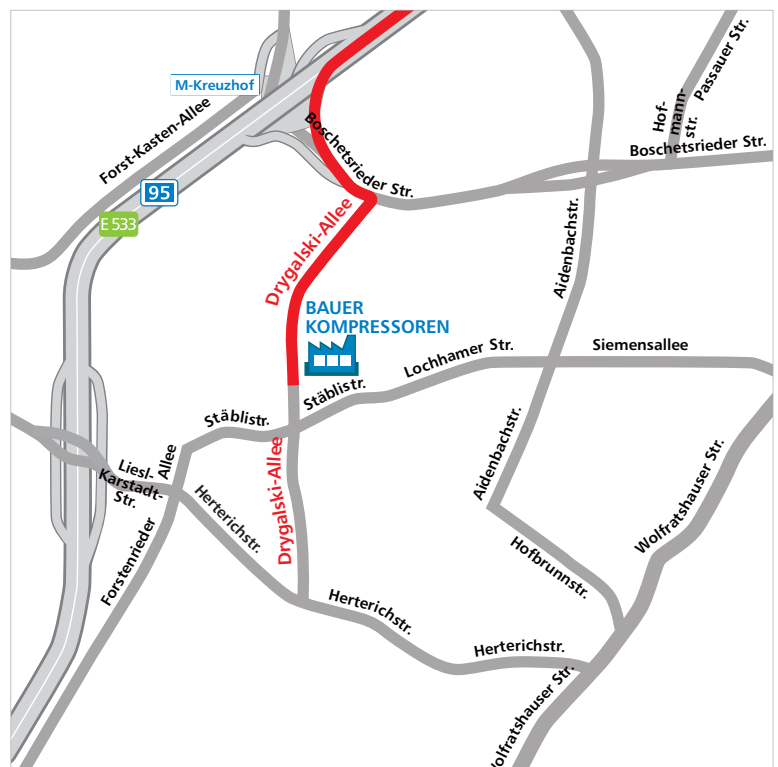 Passauer Str.
M-Kreuzhof
Hof-
mann-
str.
Forst-Kasten-Allee
Boschetsrieder Str.
Boschetsrieder Str.
95
E 533
Drygalski-Allee
Aidenbachstr.
BAUER
KOMPRESSOREN
Lochhamer Str.
Siemensallee
Stäblistr.
Stäblistr.
Aidenbachstr.
Allee
Liesl-
Karstadt-
Str.
Drygalski-Allee
Herterichstr.
Wolfratshauser Str.
Forstenrieder
Hofbrunnstr.
Herterichstr.
Herterichstr.
olfratshauser Str.